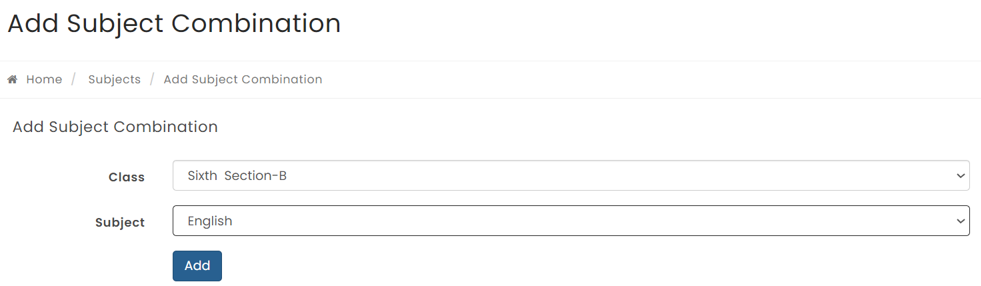 Add Subject Combination
Home / Subjects / Add Subject Combination
Add Subject Combination
Class Sixth Section-B
Subject English
Add